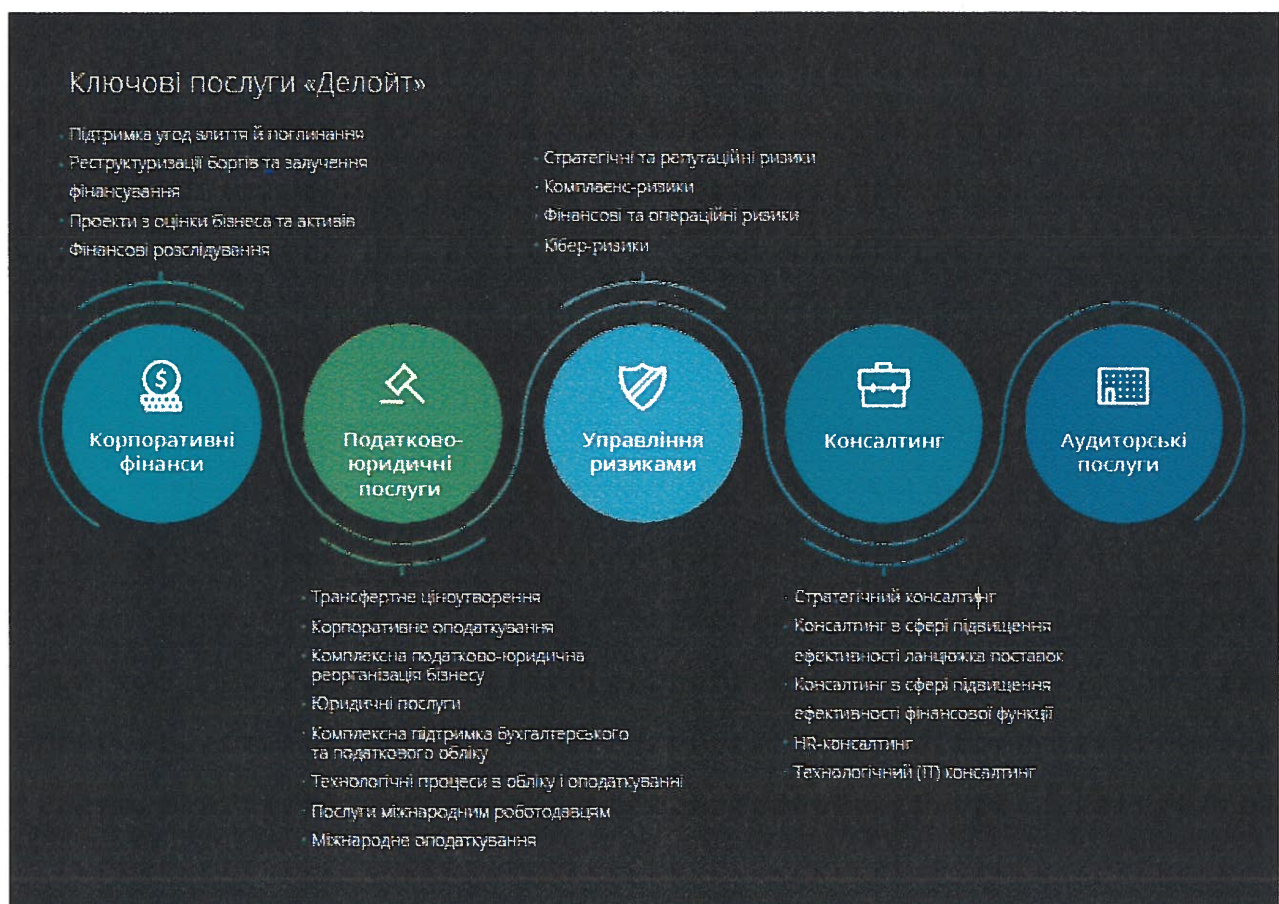 Ключові послуги «Делойт»
· Підтримка угод злиття й поглинання
· Реструктуризації боргів та залучення
фінансування
· Проекти з оцінки бізнеса та активів
· Фінансові розслідування
· Стратегічні та репутаційні ризики
· Комплаєнс-ризики
· Фінансові та операційні ризики
· Кібер-ризики
Корпоративні
фінанси
Податково-
юридичні
послуги
Управління
ризиками
Консалтинг
Аудиторські
послуги
· Трансфертне ціноутворення
· Корпоративне оподаткування
· Комплексна податково-юридична
реорганізація бізнесу
· Юридичні послуги
· Комплексна підтримка бухгалтерського
та податкового обліку
· Технологічні процеси в обліку і оподаткуванні
· Послуги міжнародним роботодавцям
· Міжнародне оподаткування
· Стратегічний консалтинг
· Консалтинг в сфері підвищення
ефективності ланцюжка поставок
· Консалтинг в сфері підвищення
ефективності фінансової функції
· HR-консалтинг
· Технологічний (IT) консалтинг